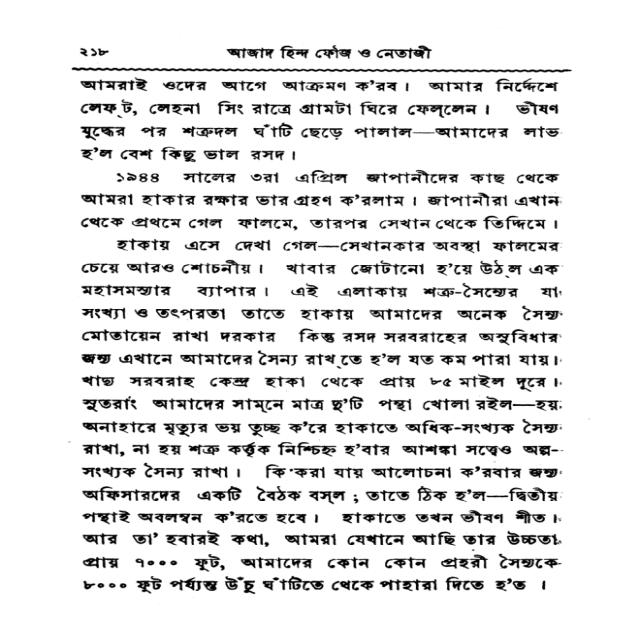 ২১৮ আজাদ হিন্দ ফৌজ ও নেতাজী
আমরাই ওদের আগে আক্রমণ ক'রব। আমার নির্দ্দেশে
লেফ্‌ট, লেহনা সিং রাত্রে গ্রামটা ঘিরে ফেল্‌লেন। ভীষণ
যুদ্ধের পর শত্রুদল ঘাঁটি ছেড়ে পালাল—আমাদের লাভ
হ'ল বেশ কিছু ভাল রসদ।
১৯৪৪ সালের ৩রা এপ্রিল জাপানীদের কাছ থেকে
আমরা হাকার রক্ষার ভার গ্রহণ ক'রলাম। জাপানীরা এখান
থেকে প্রথমে গেল ফালমে, তারপর সেখান থেকে তিদ্দিমে।
হাকায় এসে দেখা গেল—সেখানকার অবস্থা ফালমের
চেয়ে আরও শোচনীয়। খাবার জোটানো হ'য়ে উঠ্‌ল এক
মহাসমস্যার ব্যাপার। এই এলাকায় শত্রু-সৈন্যের যা
সংখ্যা ও তৎপরতা তাতে হাকায় আমাদের অনেক সৈন্য
মোতায়েন রাখা দরকার কিন্তু রসদ সরবরাহের অসুবিধার
জন্য এখানে আমাদের সৈন্য রাখ্‌তে হ'ল যত কম পারা যায়।
খাদ্য সরবরাহ কেন্দ্র হাকা থেকে প্রায় ৮৫ মাইল দূরে।
সুতরাং আমাদের সাম্‌নে মাত্র দু'টি পন্থা খোলা রইল—হয়
অনাহারে মৃত্যুর ভয় তুচ্ছ ক'রে হাকাতে অধিক-সংখ্যক সৈন্য
রাখা, না হয় শত্রু কর্ত্তৃক নিশ্চিহ্ন হ'বার আশঙ্কা সত্ত্বেও অল্প-
সংখ্যক সৈন্য রাখা। কি করা যায় আলোচনা ক'রবার জন্য
অফিসারদের একটি বৈঠক বস্‌ল; তাতে ঠিক হ'ল—দ্বিতীয়
পন্থাই অবলম্বন ক'রতে হবে। হাকাতে তখন ভীষণ শীত।
আর তা' হবারই কথা, আমরা যেখানে আছি তার উচ্চতা
প্রায় ৭০০০ ফুট, আমাদের কোন কোন প্রহরী সৈন্যকে
৮০০০ ফুট পর্য্যন্ত উঁচু ঘাঁটিতে থেকে পাহারা দিতে হ'ত।